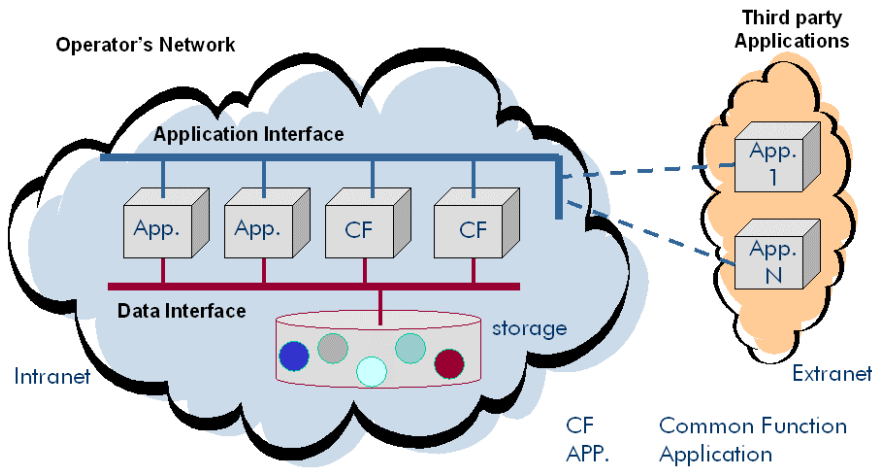 Operator's Network
Third party
Applications
Application Interface
App.
1
App.
App.
CF
CF
App.
N
Data Interface
storage
Intranet
Extranet
CF Common Function
APP. Application